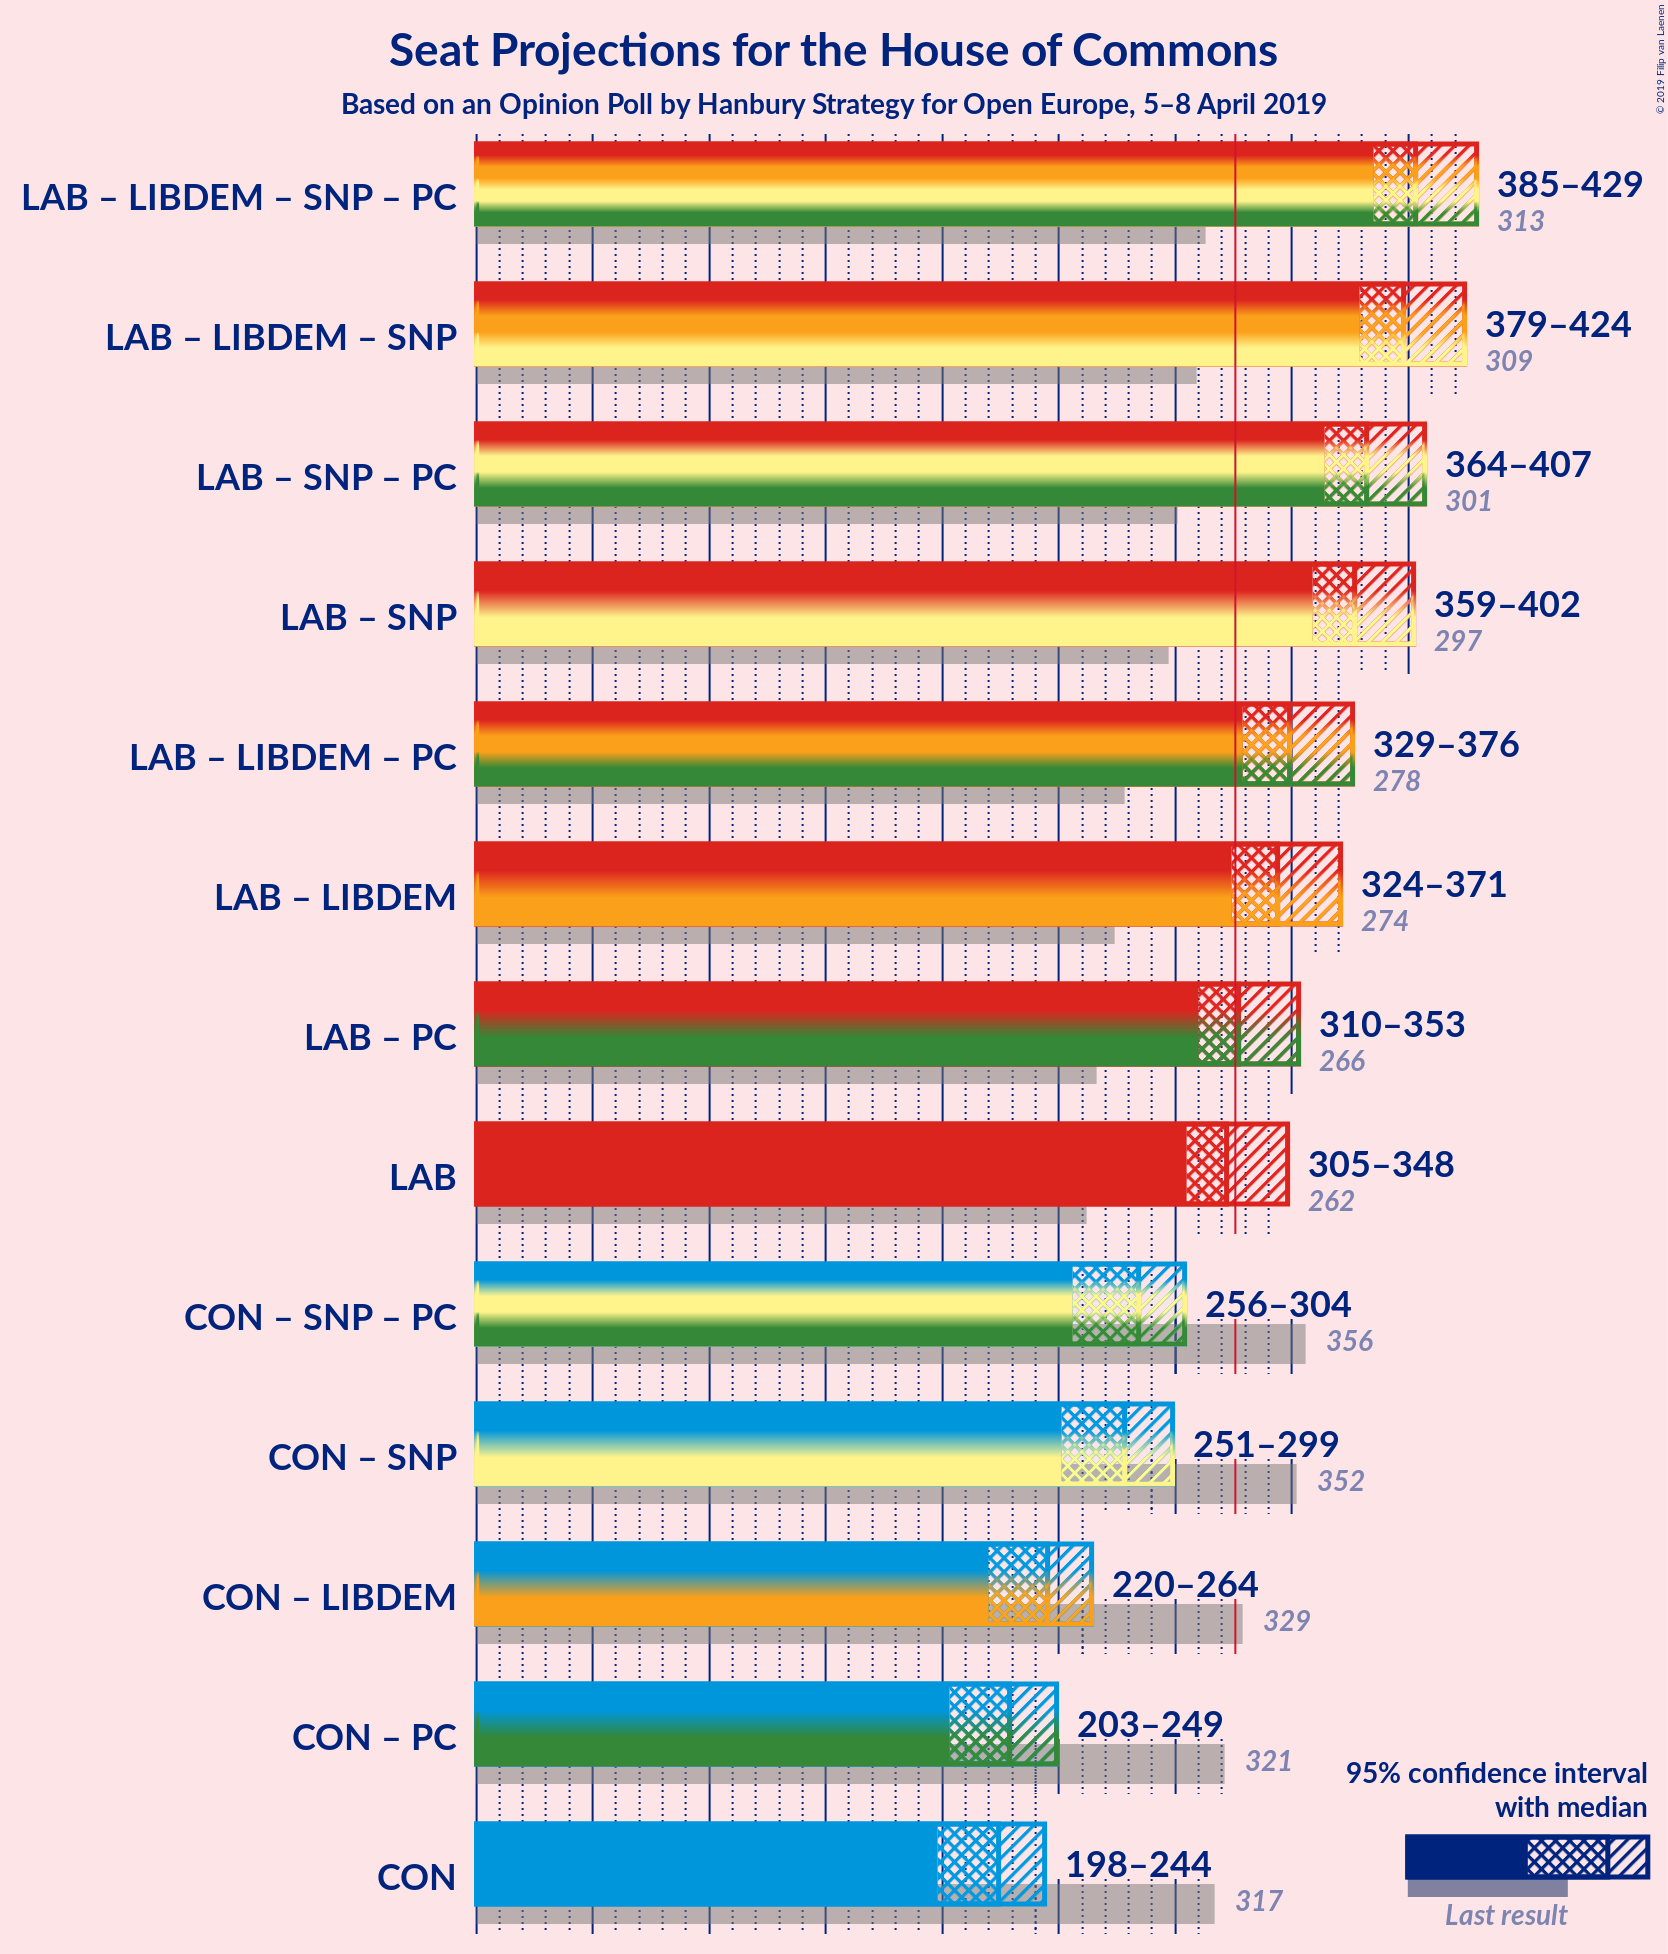 Seat Projections for the House of Commons
Based on an Opinion Poll by Hanbury Strategy for Open Europe, 5–8 April 2019
© 2019 Filip van Laenen
LAB – LIBDEM – SNP – PC
385–429
313
LAB – LIBDEM – SNP
379–424
309
LAB – SNP – PC
364–407
301
LAB – SNP
359–402
297
LAB – LIBDEM – PC
329–376
278
LAB – LIBDEM
324–371
274
LAB – PC
310–353
266
LAB
305–348
262
CON – SNP – PC
256–304
356
CON – SNP
251–299
352
CON – LIBDEM
220–264
329
CON – PC
203–249
321
CON
198–244
317
95% confidence interval
with median
Last result